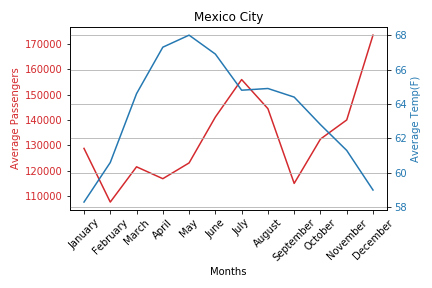 Mexico City
170000
160000
150000
140000
130000
120000
110000
Average Passengers
68
66
64
62
60
58
Average Temp(F)
January
February
March
April
May
June
July
August
September
October
November
December
Months